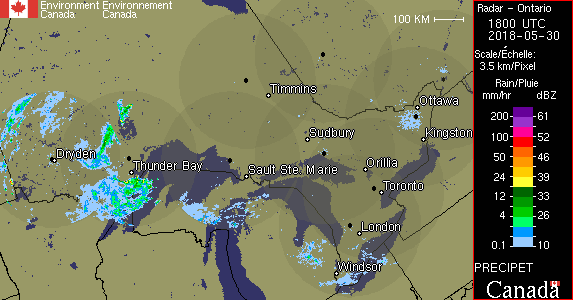 Environment Environnement
Canada Canada
100 KM
Timmins
Ottawa
Sudbury
Kingston
Dryden
Thunder Bay
Sault Ste. Marie
Orillia
Toronto
London
Windsor
Radar - Ontario
1800 UTC
2018-05-30
Scale/Échelle:
3.5 km/Pixel
Rain/Pluie
mm/hr dBZ
200 61
100 57
100 52
50 46
24 39
12 33
4 26
0.1 10
PRECIPET
Canada